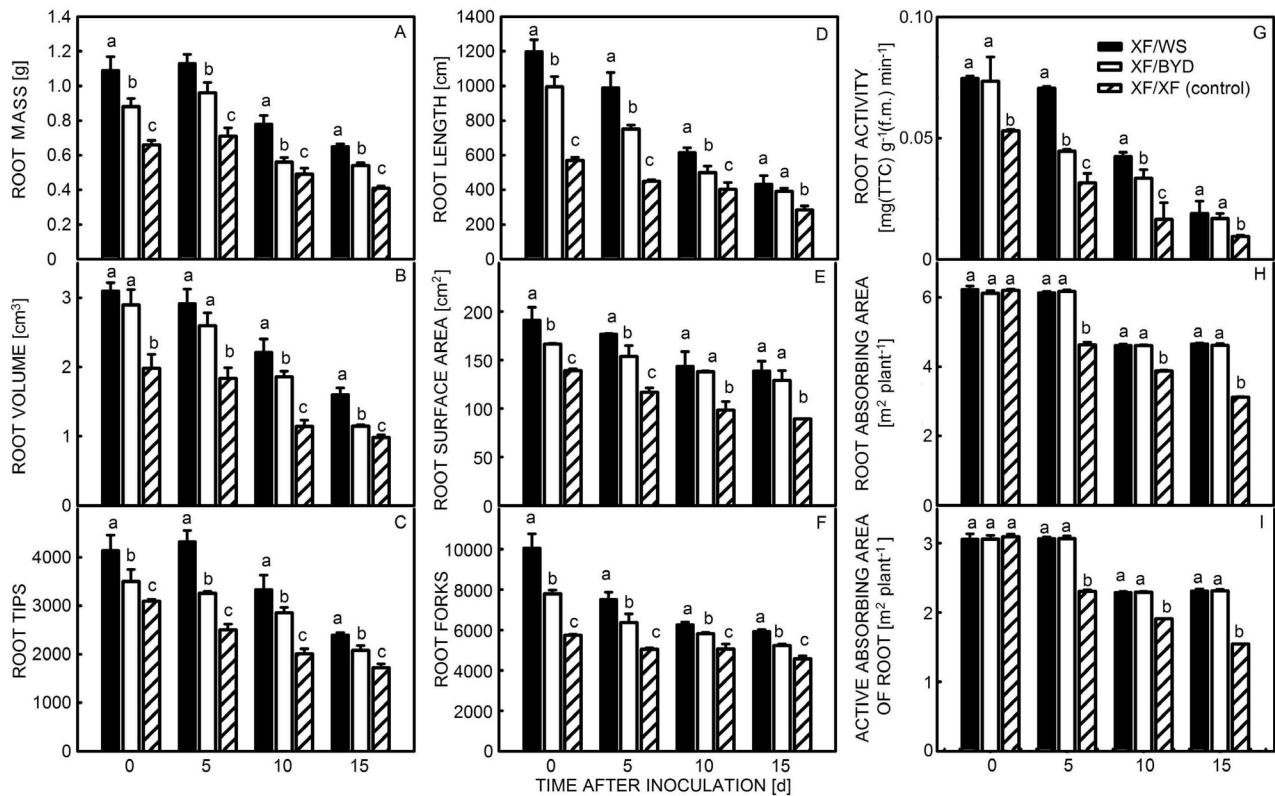 A
ROOT MASS [g]
1.4
1.2
1.0
0.8
0.6
0.4
0.2
0
a b c a b c a b c a b c
B
ROOT VOLUME [cm³]
3
2
1
0
a a b a a b a b c a b c
C
ROOT TIPS
4000
3000
2000
1000
0
a b c a b c a b c a b c
0 5 10 15
D
ROOT LENGTH [cm]
1400
1200
1000
800
600
400
200
0
a b c a b c a b c a a b
E
ROOT SURFACE AREA [cm²]
200
150
100
50
0
a b c a b c a a b a a b
F
ROOT FORKS
10000
8000
6000
4000
2000
0
a b c a b c a b c a b c
0 5 10 15
TIME AFTER INOCULATION [d]
G
ROOT ACTIVITY
[mg(TTC) g⁻¹(f.m.) min⁻¹]
0.10
0.05
0
XF/WS
XF/BYD
XF/XF (control)
a a b a b c a b c a a b
H
ROOT ABSORBING AREA
[m² plant⁻¹]
6
4
2
0
a a a a a b a a b a a b
I
ACTIVE ABSORBING AREA
OF ROOT [m² plant⁻¹]
3
2
1
0
a a a a a b a a b a a b
0 5 10 15